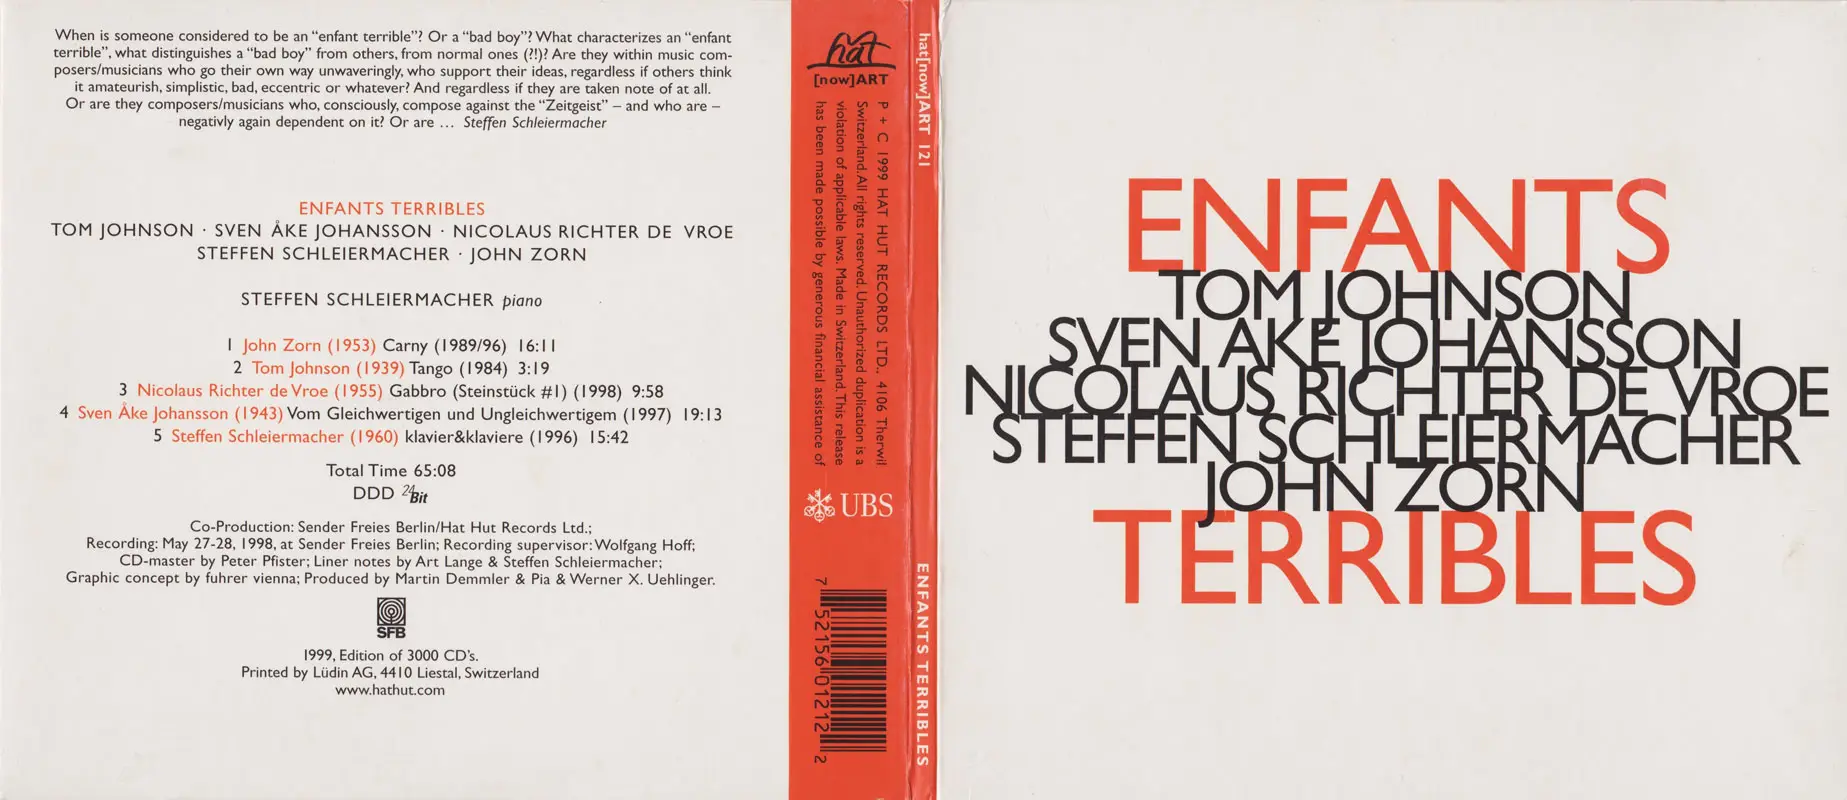 When is someone considered to be an “enfant terrible”? Or a “bad boy”? What characterizes an “enfant
terrible”, what distinguishes a “bad boy” from others, from normal ones (?!)? Are they within music com-
posers/musicians who go their own way unwaveringly, who support their ideas, regardless if others think
it amateurish, simplistic, bad, eccentric or whatever? And regardless if they are taken note of at all.
Or are they composers/musicians who, consciously, compose against the “Zeitgeist” – and who are –
negativly again dependent on it? Or are … Steffen Schleiermacher
ENFANTS TERRIBLES
TOM JOHNSON · SVEN ÅKE JOHANSSON · NICOLAUS RICHTER DE VROE
STEFFEN SCHLEIERMACHER · JOHN ZORN
STEFFEN SCHLEIERMACHER piano
1 John Zorn (1953) Carny (1989/96) 16:11
2 Tom Johnson (1939) Tango (1984) 3:19
3 Nicolaus Richter de Vroe (1955) Gabbro (Steinstück #1) (1998) 9:58
4 Sven Åke Johansson (1943) Vom Gleichwertigen und Ungleichwertigem (1997) 19:13
5 Steffen Schleiermacher (1960) klavier&klaviere (1996) 15:42
Total Time 65:08
DDD 24Bit
Co-Production: Sender Freies Berlin/Hat Hut Records Ltd.;
Recording: May 27-28, 1998, at Sender Freies Berlin; Recording supervisor: Wolfgang Hoff;
CD-master by Peter Pfister; Liner notes by Art Lange & Steffen Schleiermacher;
Graphic concept by fuhrer vienna; Produced by Martin Demmler & Pia & Werner X. Uehlinger.
SFB
1999, Edition of 3000 CD's.
Printed by Lüdin AG, 4410 Liestal, Switzerland
www.hathut.com
hat
[now]ART
P + C 1999 HAT HUT RECORDS LTD., 4106 Therwil
Switzerland. All rights reserved. Unauthorized duplication is a
violation of applicable laws. Made in Switzerland. This release
has been made possible by generous financial assistance of
UBS
7 52156 01212 2
hat[now]ART 121
ENFANTS TERRIBLES
ENFANTS
TOM JOHNSON
SVEN AKE JOHANSSON
NICOLAUS RICHTER DE VROE
STEFFEN SCHLEIERMACHER
JOHN ZORN
TERRIBLES